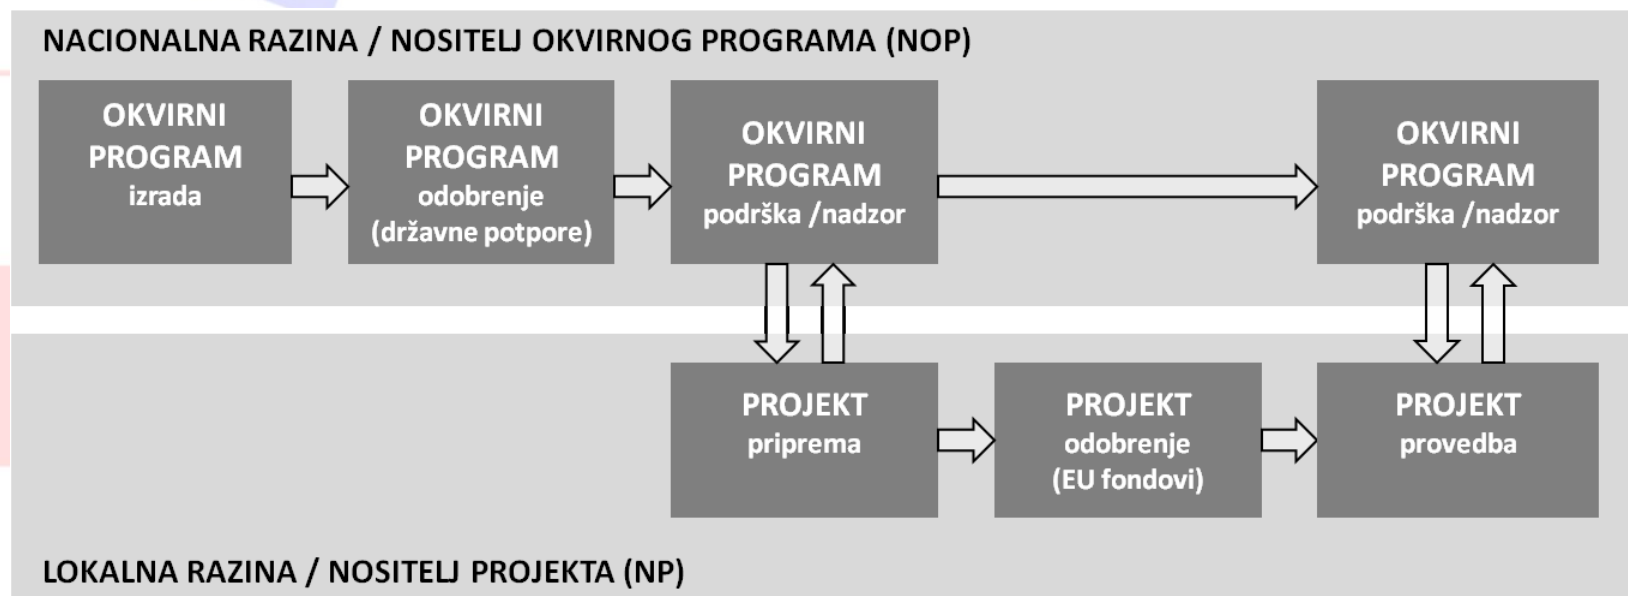 NACIONALNA RAZINA / NOSITELJ OKVIRNOG PROGRAMA (NOP)
OKVIRNI
PROGRAM
izrada
OKVIRNI
PROGRAM
odobrenje
(državne potpore)
OKVIRNI
PROGRAM
podrška /nadzor
OKVIRNI
PROGRAM
podrška /nadzor
PROJEKT
priprema
PROJEKT
odobrenje
(EU fondovi)
PROJEKT
provedba
LOKALNA RAZINA / NOSITELJ PROJEKTA (NP)